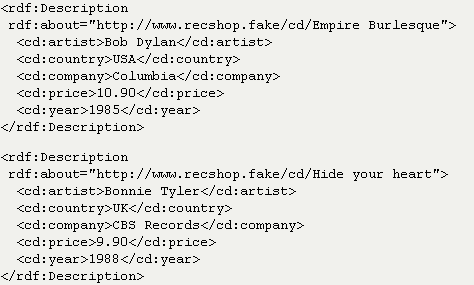 <rdf:Description
rdf:about="http://www.recshop.fake/cd/Empire Burlesque">
<cd:artist>Bob Dylan</cd:artist>
<cd:country>USA</cd:country>
<cd:company>Columbia</cd:company>
<cd:price>10.90</cd:price>
<cd:year>1985</cd:year>
</rdf:Description>
<rdf:Description
rdf:about="http://www.recshop.fake/cd/Hide your heart">
<cd:artist>Bonnie Tyler</cd:artist>
<cd:country>UK</cd:country>
<cd:company>CBS Records</cd:company>
<cd:price>9.90</cd:price>
<cd:year>1988</cd:year>
</rdf:Description>